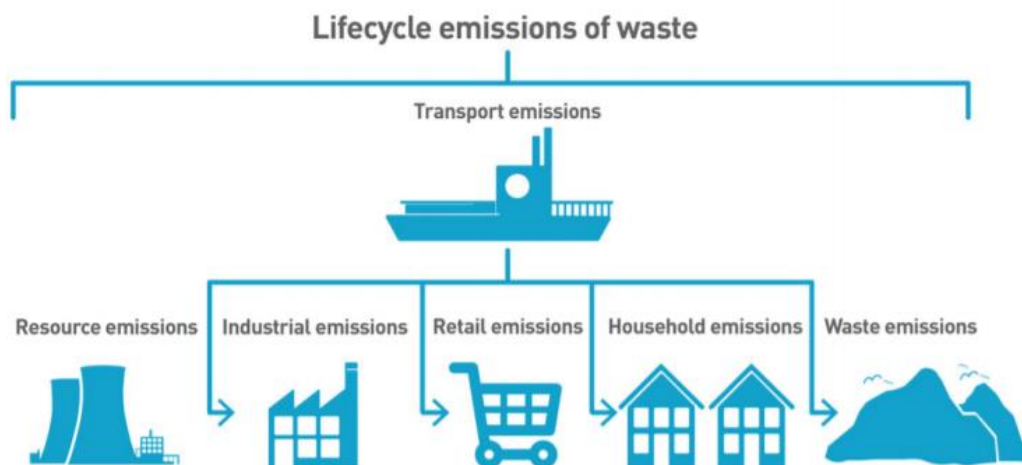 Lifecycle emissions of waste
Transport emissions
Resource emissions
Industrial emissions
Retail emissions
Household emissions
Waste emissions